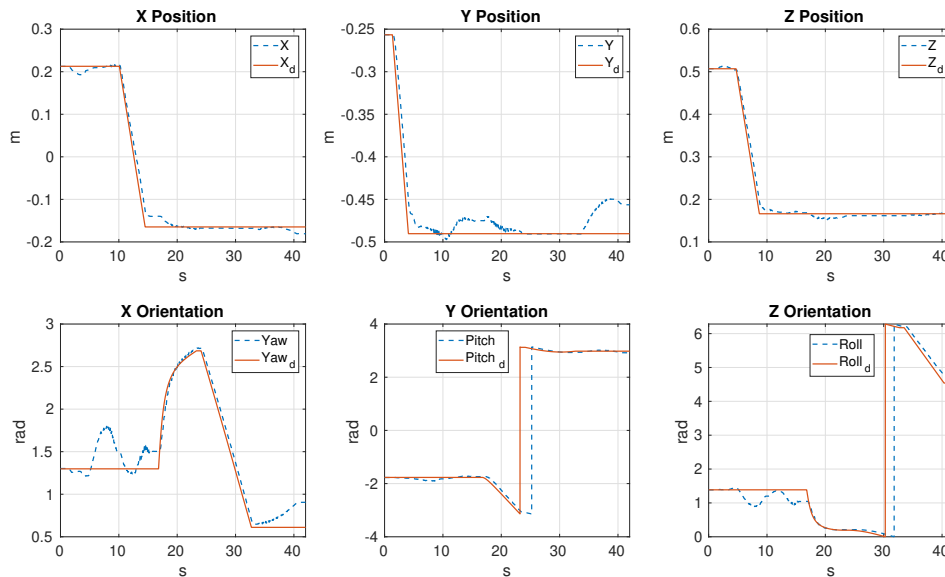 X Position
Y Position
Z Position
0.3
0.2
0.1
0
-0.1
-0.2
m
0 10 20 30 40
s
X
X_d
-0.25
-0.3
-0.35
-0.4
-0.45
-0.5
m
0 10 20 30 40
s
Y
Y_d
0.6
0.5
0.4
0.3
0.2
0.1
m
0 10 20 30 40
s
Z
Z_d
X Orientation
Y Orientation
Z Orientation
3
2.5
2
1.5
1
0.5
rad
0 10 20 30 40
s
Yaw
Yaw_d
4
2
0
-2
-4
rad
0 10 20 30 40
s
Pitch
Pitch_d
6
5
4
3
2
1
0
rad
0 10 20 30 40
s
Roll
Roll_d